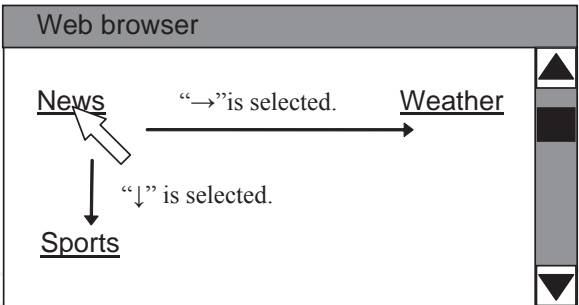 Web browser
News “→”is selected. Weather
“↓” is selected.
Sports